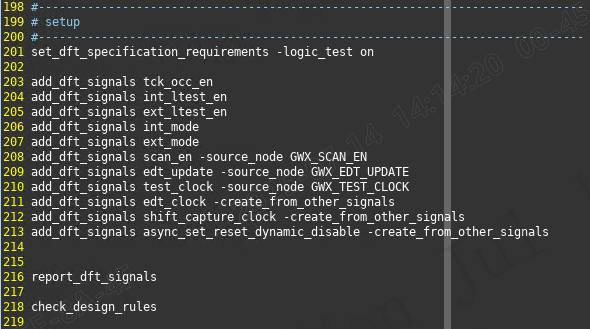 198 #------------------------------------------------------------------------------
199 # setup
200 #------------------------------------------------------------------------------
201 set_dft_specification_requirements -logic_test on
202
203 add_dft_signals tck_occ_en
204 add_dft_signals int_ltest_en
205 add_dft_signals ext_ltest_en
206 add_dft_signals int_mode
207 add_dft_signals ext_mode
208 add_dft_signals scan_en -source_node GWX_SCAN_EN
209 add_dft_signals edt_update -source_node GWX_EDT_UPDATE
210 add_dft_signals test_clock -source_node GWX_TEST_CLOCK
211 add_dft_signals edt_clock -create_from_other_signals
212 add_dft_signals shift_capture_clock -create_from_other_signals
213 add_dft_signals async_set_reset_dynamic_disable -create_from_other_signals
214
215
216 report_dft_signals
217
218 check_design_rules
219
14 14:14:20 00-45
Jul